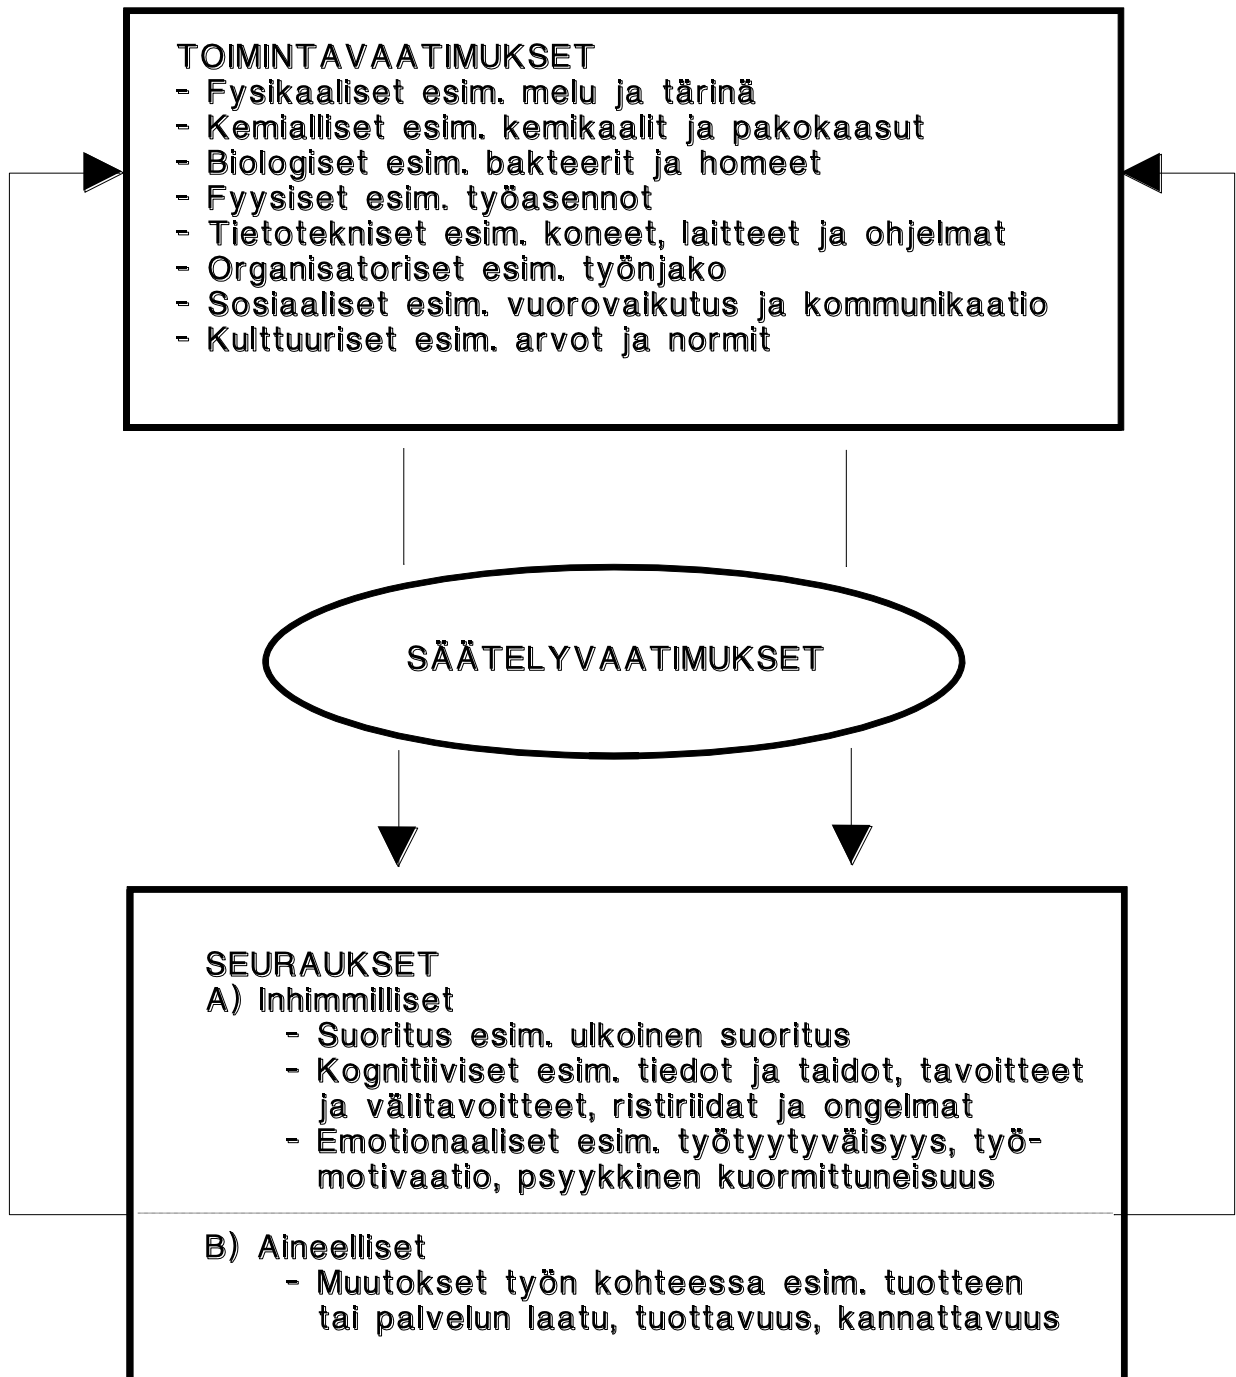 TOIMINTAVAATIMUKSET
- Fysikaaliset esim. melu ja tärinä
- Kemialliset esim. kemikaalit ja pakokaasut
- Biologiset esim. bakteerit ja homeet
- Fyysiset esim. työasennot
- Tietotekniset esim. koneet, laitteet ja ohjelmat
- Organisatoriset esim. työnjako
- Sosiaaliset esim. vuorovaikutus ja kommunikaatio
- Kulttuuriset esim. arvot ja normit
SÄÄTELYVAATIMUKSET
SEURAUKSET
A) Inhimmilliset
- Suoritus esim. ulkoinen suoritus
- Kognitiiviset esim. tiedot ja taidot, tavoitteet
ja välitavoitteet, ristiriidat ja ongelmat
- Emotionaaliset esim. työtyytyväisyys, työ-
motivaatio, psyykkinen kuormittuneisuus
B) Aineelliset
- Muutokset työn kohteessa esim. tuotteen
tai palvelun laatu, tuottavuus, kannattavuus